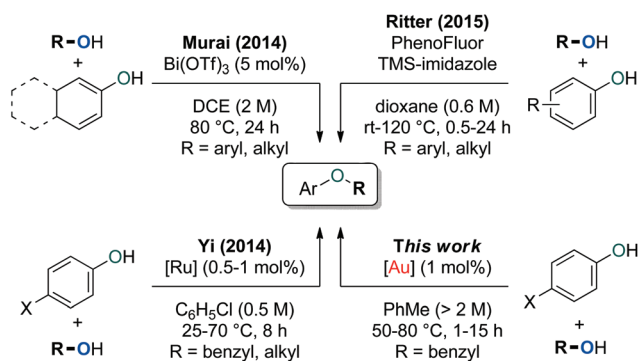 R–OH
+
OH
Murai (2014)
Bi(OTf)₃ (5 mol%)
DCE (2 M)
80 °C, 24 h
R = aryl, alkyl
Ritter (2015)
PhenoFluor
TMS-imidazole
dioxane (0.6 M)
rt-120 °C, 0.5-24 h
R = aryl, alkyl
R–OH
+
OH
R
Ar O R
OH
X
+
R–OH
Yi (2014)
[Ru] (0.5-1 mol%)
C₆H₅Cl (0.5 M)
25-70 °C, 8 h
R = benzyl, alkyl
This work
[Au] (1 mol%)
PhMe (> 2 M)
50-80 °C, 1-15 h
R = benzyl
OH
X
+
R–OH